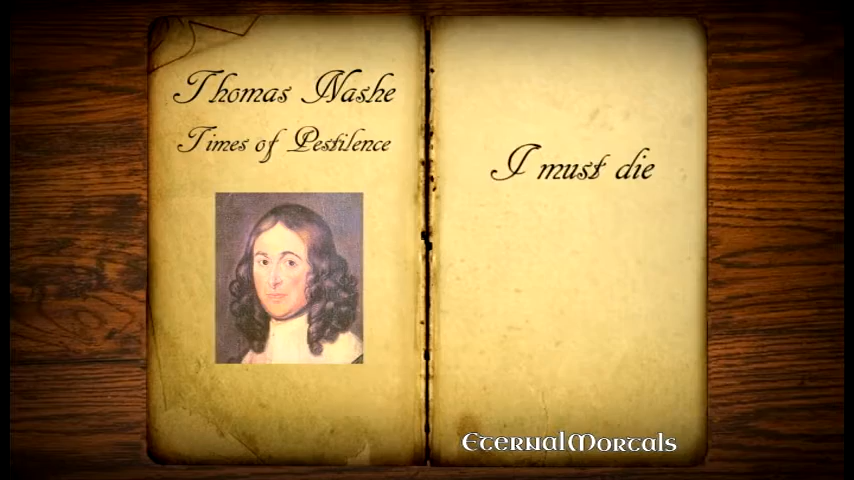 Thomas Nashe
Times of Pestilence
I must die
EternalMortals